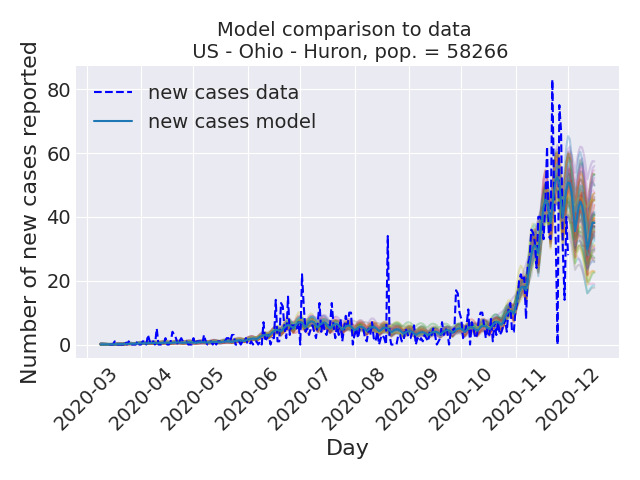 Model comparison to data
US - Ohio - Huron, pop. = 58266
Number of new cases reported
80
60
40
20
0
new cases data
new cases model
2020-03
2020-04
2020-05
2020-06
2020-07
2020-08
2020-09
2020-10
2020-11
2020-12
Day